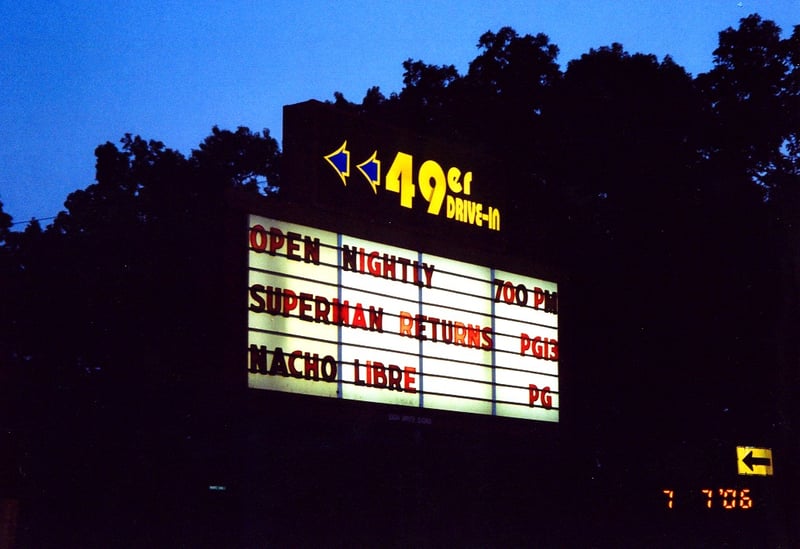 49er
DRIVE-IN
OPEN NIGHTLY 700 PM
SUPERMAN RETURNS PG13
NACHO LIBRE PG
7 7'06